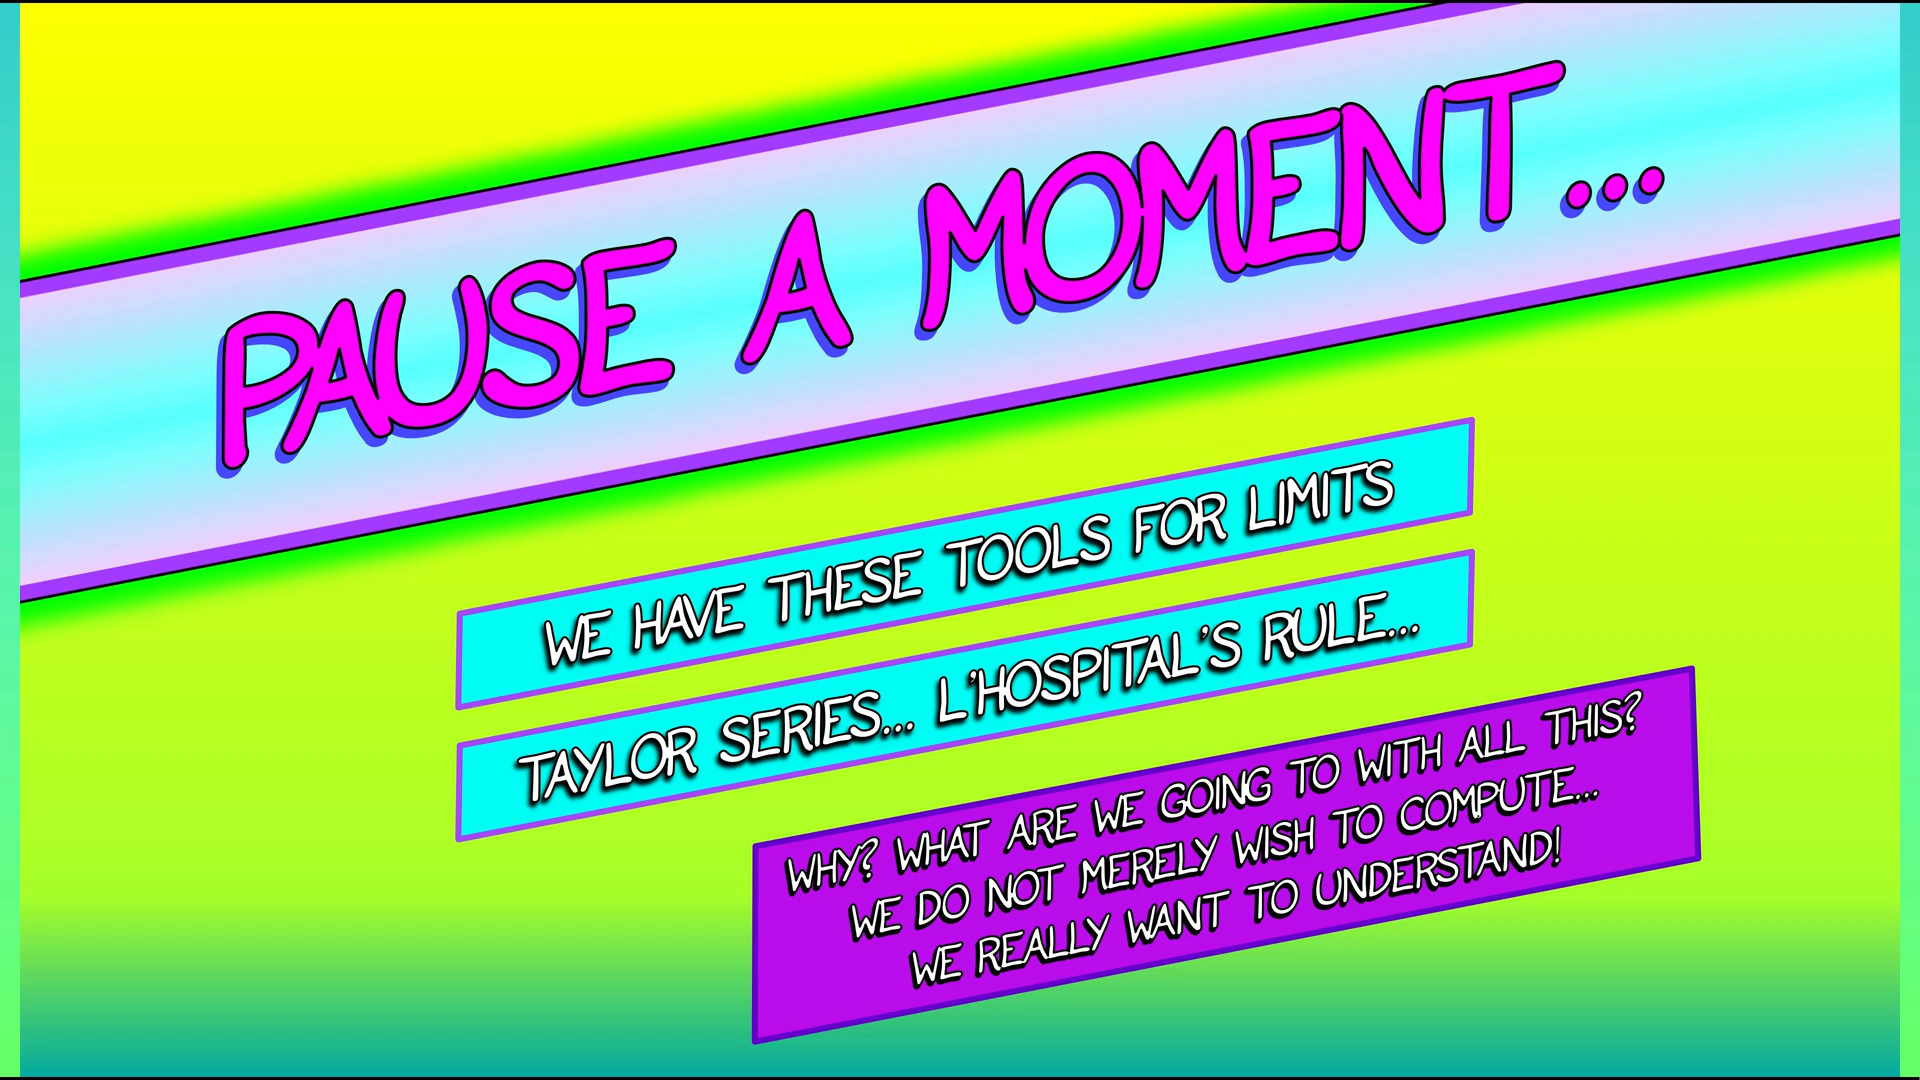 PAUSE A MOMENT...
WE HAVE THESE TOOLS FOR LIMITS
TAYLOR SERIES... L'HOSPITAL'S RULE...
WHY? WHAT ARE WE GOING TO WITH ALL THIS?
WE DO NOT MERELY WISH TO COMPUTE...
WE REALLY WANT TO UNDERSTAND!